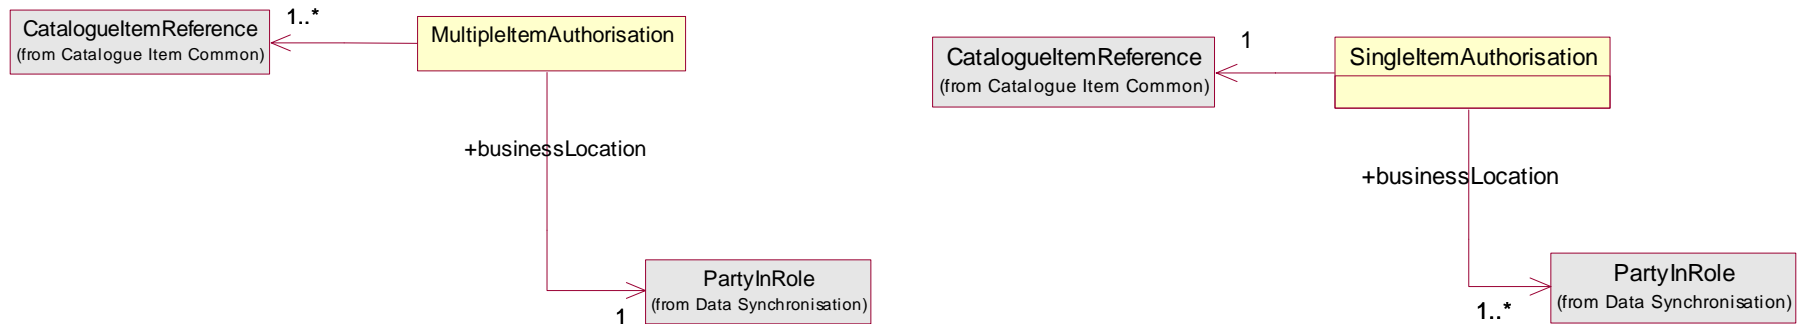 CatalogueItemReference
(from Catalogue Item Common)
1..*
MultipleItemAuthorisation
+businessLocation
PartyInRole
(from Data Synchronisation)
1
CatalogueItemReference
(from Catalogue Item Common)
1
SingleItemAuthorisation
+businessLocation
PartyInRole
(from Data Synchronisation)
1..*